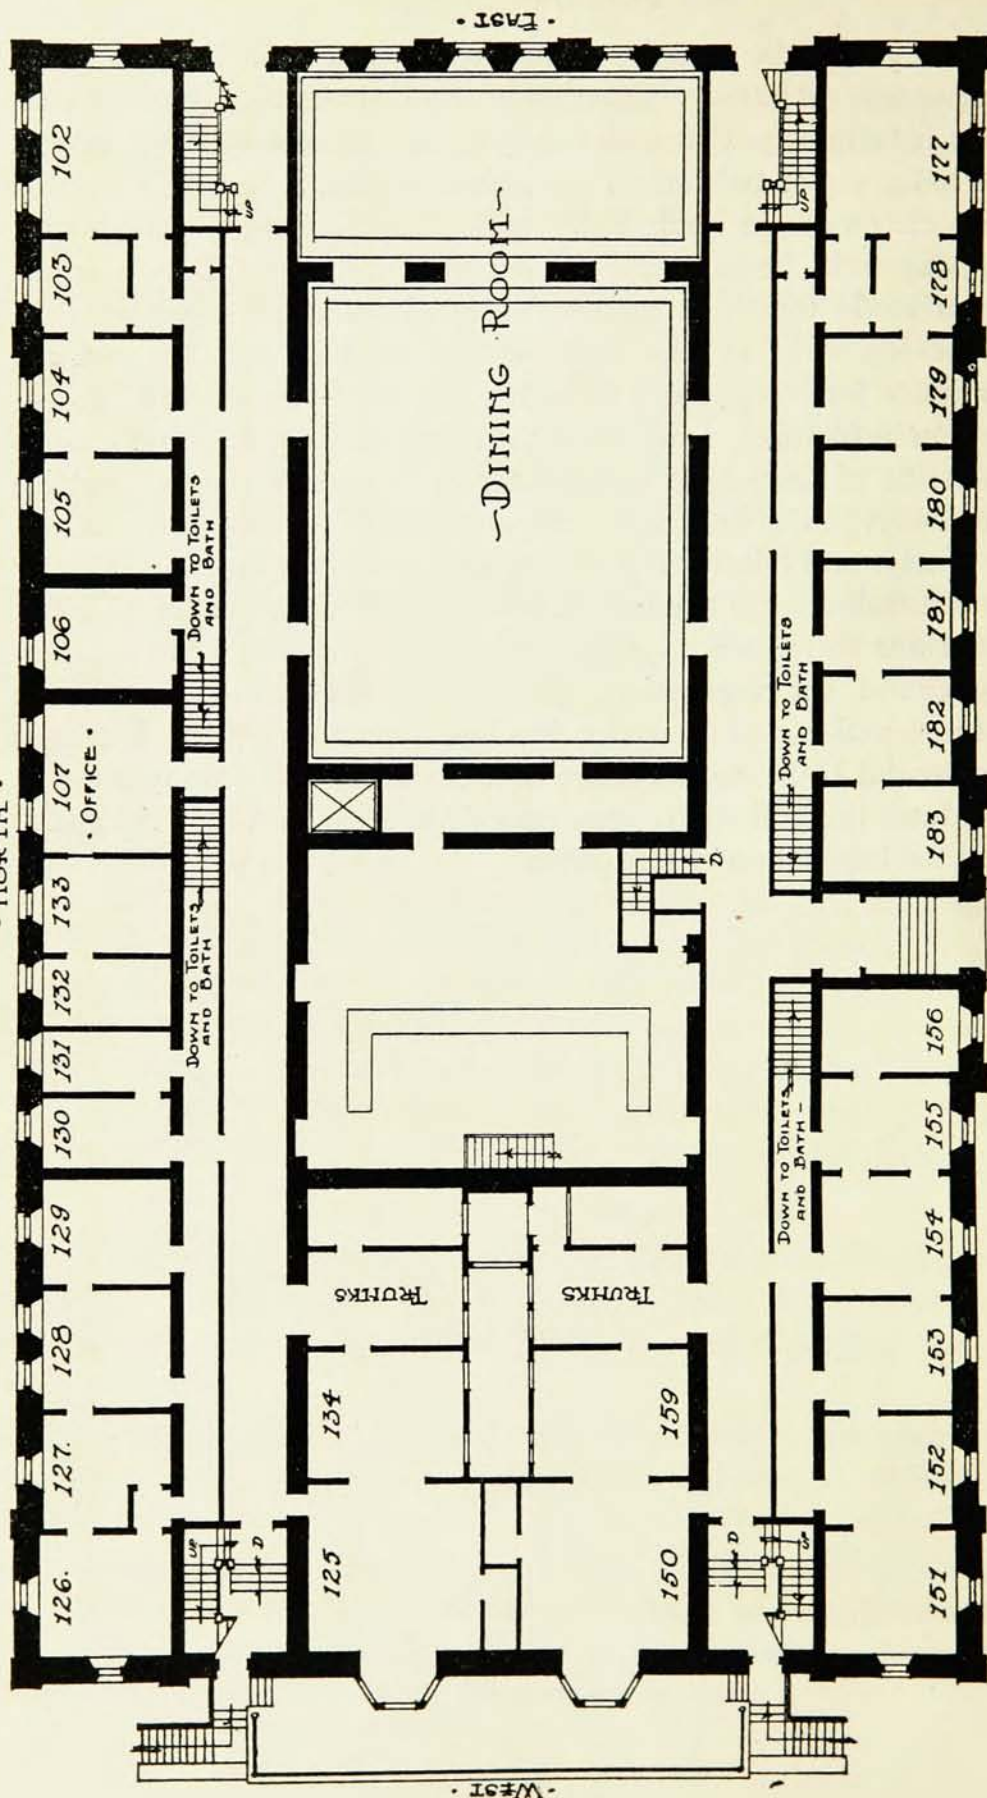 · EAST ·
102
103
104
105
106
107
· OFFICE ·
133
132
131
130
129
128
127.
126.
UP
DOWN TO TOILETS
AND BATH
DOWN TO TOILETS
AND BATH
UP
D
~DINING ROOM~
D
TRUNKS
TRUNKS
134
159
125
150
UP
DOWN TO TOILETS
AND BATH
DOWN TO TOILETS
AND BATH -
D
UP
177
178
179
180
181
182
183
156
155
154
153
152
151
· WEST ·